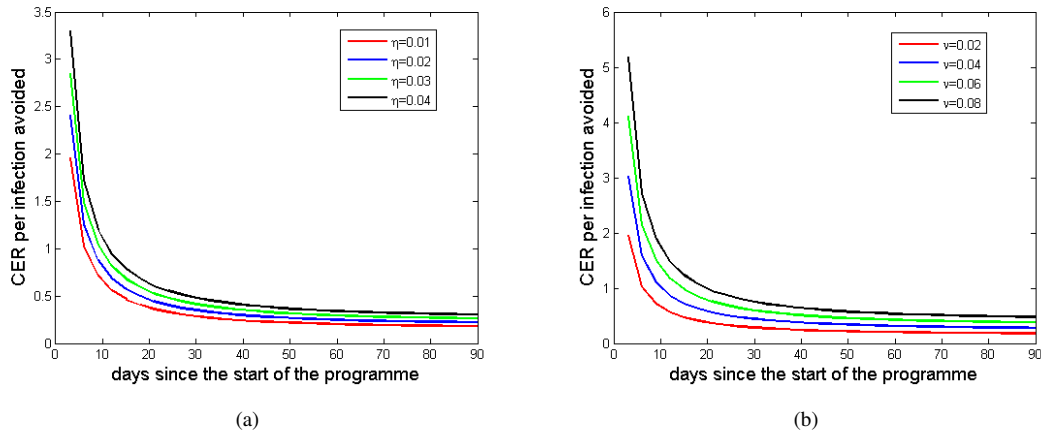 3.5
3
2.5
2
1.5
1
0.5
0
0 10 20 30 40 50 60 70 80 90
CER per infection avoided
days since the start of the programme
η=0.01
η=0.02
η=0.03
η=0.04
(a)
6
5
4
3
2
1
0
0 10 20 30 40 50 60 70 80 90
CER per infection avoided
days since the start of the programme
ν=0.02
ν=0.04
ν=0.06
ν=0.08
(b)